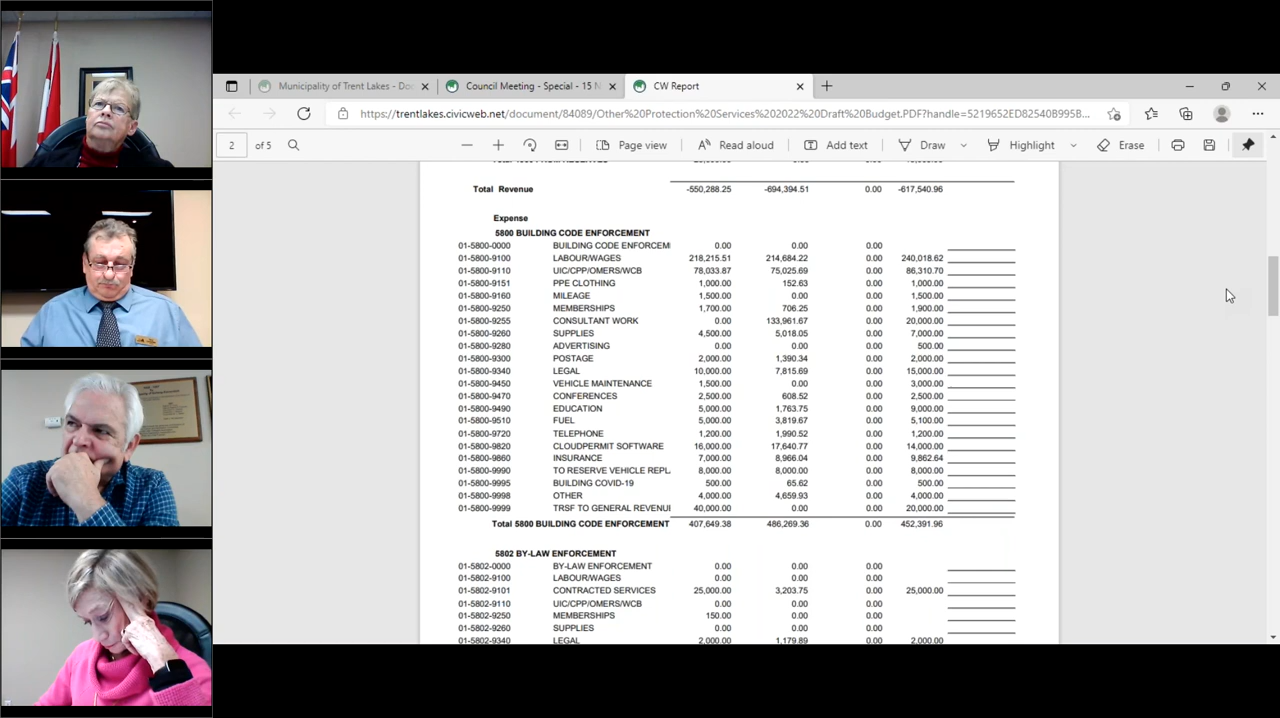 Municipality of Trent Lakes - Doc
Council Meeting - Special - 15 N
CW Report
https://trentlakes.civicweb.net/document/84089/Other%20Protection%20Services%202022%20Draft%20Budget.PDF?handle=5219652ED82540B995B...
2 of 5 Page view Read aloud Add text Draw Highlight Erase
Total Revenue -550,288.25 -694,394.51 0.00 -617,540.96
Expense
5800 BUILDING CODE ENFORCEMENT
01-5800-0000 BUILDING CODE ENFORCEM 0.00 0.00 0.00
01-5800-9100 LABOUR/WAGES 218,215.51 214,684.22 0.00 240,018.62
01-5800-9110 UIC/CPP/OMERS/WCB 78,033.87 75,025.69 0.00 86,310.70
01-5800-9151 PPE CLOTHING 1,000.00 152.63 0.00 1,000.00
01-5800-9160 MILEAGE 1,500.00 0.00 0.00 1,500.00
01-5800-9250 MEMBERSHIPS 1,700.00 706.25 0.00 1,900.00
01-5800-9255 CONSULTANT WORK 0.00 133,961.67 0.00 20,000.00
01-5800-9260 SUPPLIES 4,500.00 5,018.05 0.00 7,000.00
01-5800-9280 ADVERTISING 0.00 0.00 0.00 500.00
01-5800-9300 POSTAGE 2,000.00 1,390.34 0.00 2,000.00
01-5800-9340 LEGAL 10,000.00 7,815.69 0.00 15,000.00
01-5800-9450 VEHICLE MAINTENANCE 1,500.00 0.00 0.00 3,000.00
01-5800-9470 CONFERENCES 2,500.00 608.52 0.00 2,500.00
01-5800-9490 EDUCATION 5,000.00 1,763.75 0.00 9,000.00
01-5800-9510 FUEL 5,000.00 3,819.67 0.00 5,100.00
01-5800-9720 TELEPHONE 1,200.00 1,990.52 0.00 1,200.00
01-5800-9820 CLOUDPERMIT SOFTWARE 16,000.00 17,640.77 0.00 14,000.00
01-5800-9860 INSURANCE 7,000.00 8,966.04 0.00 9,862.64
01-5800-9990 TO RESERVE VEHICLE REPL 8,000.00 8,000.00 0.00 8,000.00
01-5800-9995 BUILDING COVID-19 500.00 65.62 0.00 500.00
01-5800-9998 OTHER 4,000.00 4,659.93 0.00 4,000.00
01-5800-9999 TRSF TO GENERAL REVENU 40,000.00 0.00 0.00 20,000.00
Total 5800 BUILDING CODE ENFORCEMENT 407,649.38 486,269.36 0.00 452,391.96
5802 BY-LAW ENFORCEMENT
01-5802-0000 BY-LAW ENFORCEMENT 0.00 0.00 0.00
01-5802-9100 LABOUR/WAGES 0.00 0.00 0.00
01-5802-9101 CONTRACTED SERVICES 25,000.00 3,203.75 0.00 25,000.00
01-5802-9110 UIC/CPP/OMERS/WCB 0.00 0.00 0.00
01-5802-9250 MEMBERSHIPS 150.00 0.00 0.00
01-5802-9260 SUPPLIES 0.00 0.00 0.00
01-5802-9340 LEGAL 2,000.00 1,179.89 0.00 2,000.00